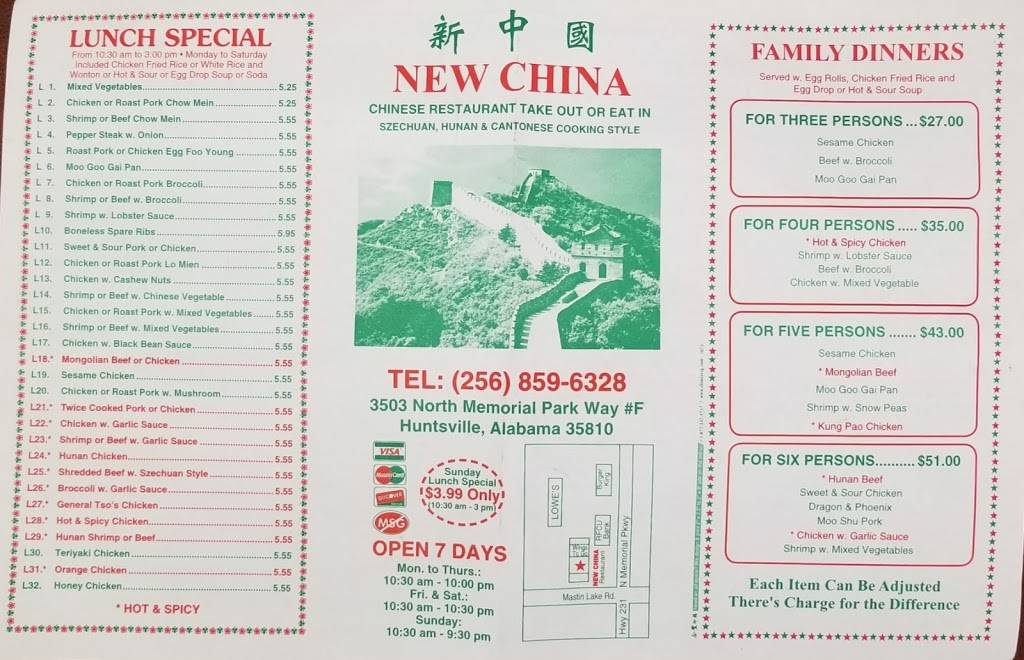 LUNCH SPECIAL
From 10:30 am to 3:00 pm • Monday to Saturday
Included Chicken Fried Rice or White Rice and
Wonton or Hot & Sour or Egg Drop Soup or Soda
L 1. Mixed Vegetables 5.25
L 2. Chicken or Roast Pork Chow Mein 5.25
L 3. Shrimp or Beef Chow Mein 5.55
L 4. Pepper Steak w. Onion 5.55
L 5. Roast Pork or Chicken Egg Foo Young 5.55
L 6. Moo Goo Gai Pan 5.55
L 7. Chicken or Roast Pork Broccoli 5.55
L 8. Shrimp or Beef w. Broccoli 5.55
L 9. Shrimp w. Lobster Sauce 5.55
L10. Boneless Spare Ribs 5.95
L11. Sweet & Sour Pork or Chicken 5.55
L12. Chicken or Roast Pork Lo Mien 5.55
L13. Chicken w. Cashew Nuts 5.55
L14. Shrimp or Beef w. Chinese Vegetable 5.55
L15. Chicken or Roast Pork w. Mixed Vegetables 5.55
L16. Shrimp or Beef w. Mixed Vegetables 5.55
L17. Chicken w. Black Bean Sauce 5.55
L18.* Mongolian Beef or Chicken 5.55
L19. Sesame Chicken 5.55
L20. Chicken or Roast Pork w. Mushroom 5.55
L21.* Twice Cooked Pork or Chicken 5.55
L22.* Chicken w. Garlic Sauce 5.55
L23.* Shrimp or Beef w. Garlic Sauce 5.55
L24.* Hunan Chicken 5.55
L25.* Shredded Beef w. Szechuan Style 5.55
L26.* Broccoli w. Garlic Sauce 5.55
L27.* General Tso's Chicken 5.55
L28.* Hot & Spicy Chicken 5.55
L29.* Hunan Shrimp or Beef 5.55
L30. Teriyaki Chicken 5.55
L31.* Orange Chicken 5.55
L32. Honey Chicken 5.55
* HOT & SPICY
新中國
NEW CHINA
CHINESE RESTAURANT TAKE OUT OR EAT IN
SZECHUAN, HUNAN & CANTONESE COOKING STYLE
TEL: (256) 859-6328
3503 North Memorial Park Way #F
Huntsville, Alabama 35810
VISA
MasterCard
DISCOVER
MSG
Sunday
Lunch Special
$3.99 Only
(10:30 am - 3 pm)
OPEN 7 DAYS
Mon. to Thurs.:
10:30 am - 10:00 pm
Fri. & Sat.:
10:30 am - 10:30 pm
Sunday:
10:30 am - 9:30 pm
LOWE'S
Burger
King
RFCU
Bank
NEW CHINA
Restaurant
N Memorial Pkwy
Mastin Lake Rd.
Hwy 231
FAMILY DINNERS
Served w. Egg Rolls, Chicken Fried Rice and
Egg Drop or Hot & Sour Soup
FOR THREE PERSONS ... $27.00
Sesame Chicken
Beef w. Broccoli
Moo Goo Gai Pan
FOR FOUR PERSONS ..... $35.00
* Hot & Spicy Chicken
Shrimp w. Lobster Sauce
Beef w. Broccoli
Chicken w. Mixed Vegetable
FOR FIVE PERSONS ....... $43.00
Sesame Chicken
* Mongolian Beef
Moo Goo Gai Pan
Shrimp w. Snow Peas
* Kung Pao Chicken
FOR SIX PERSONS.......... $51.00
* Hunan Beef
Sweet & Sour Chicken
Dragon & Phoenix
Moo Shu Pork
* Chicken w. Garlic Sauce
Shrimp w. Mixed Vegetables
Each Item Can Be Adjusted
There's Charge for the Difference